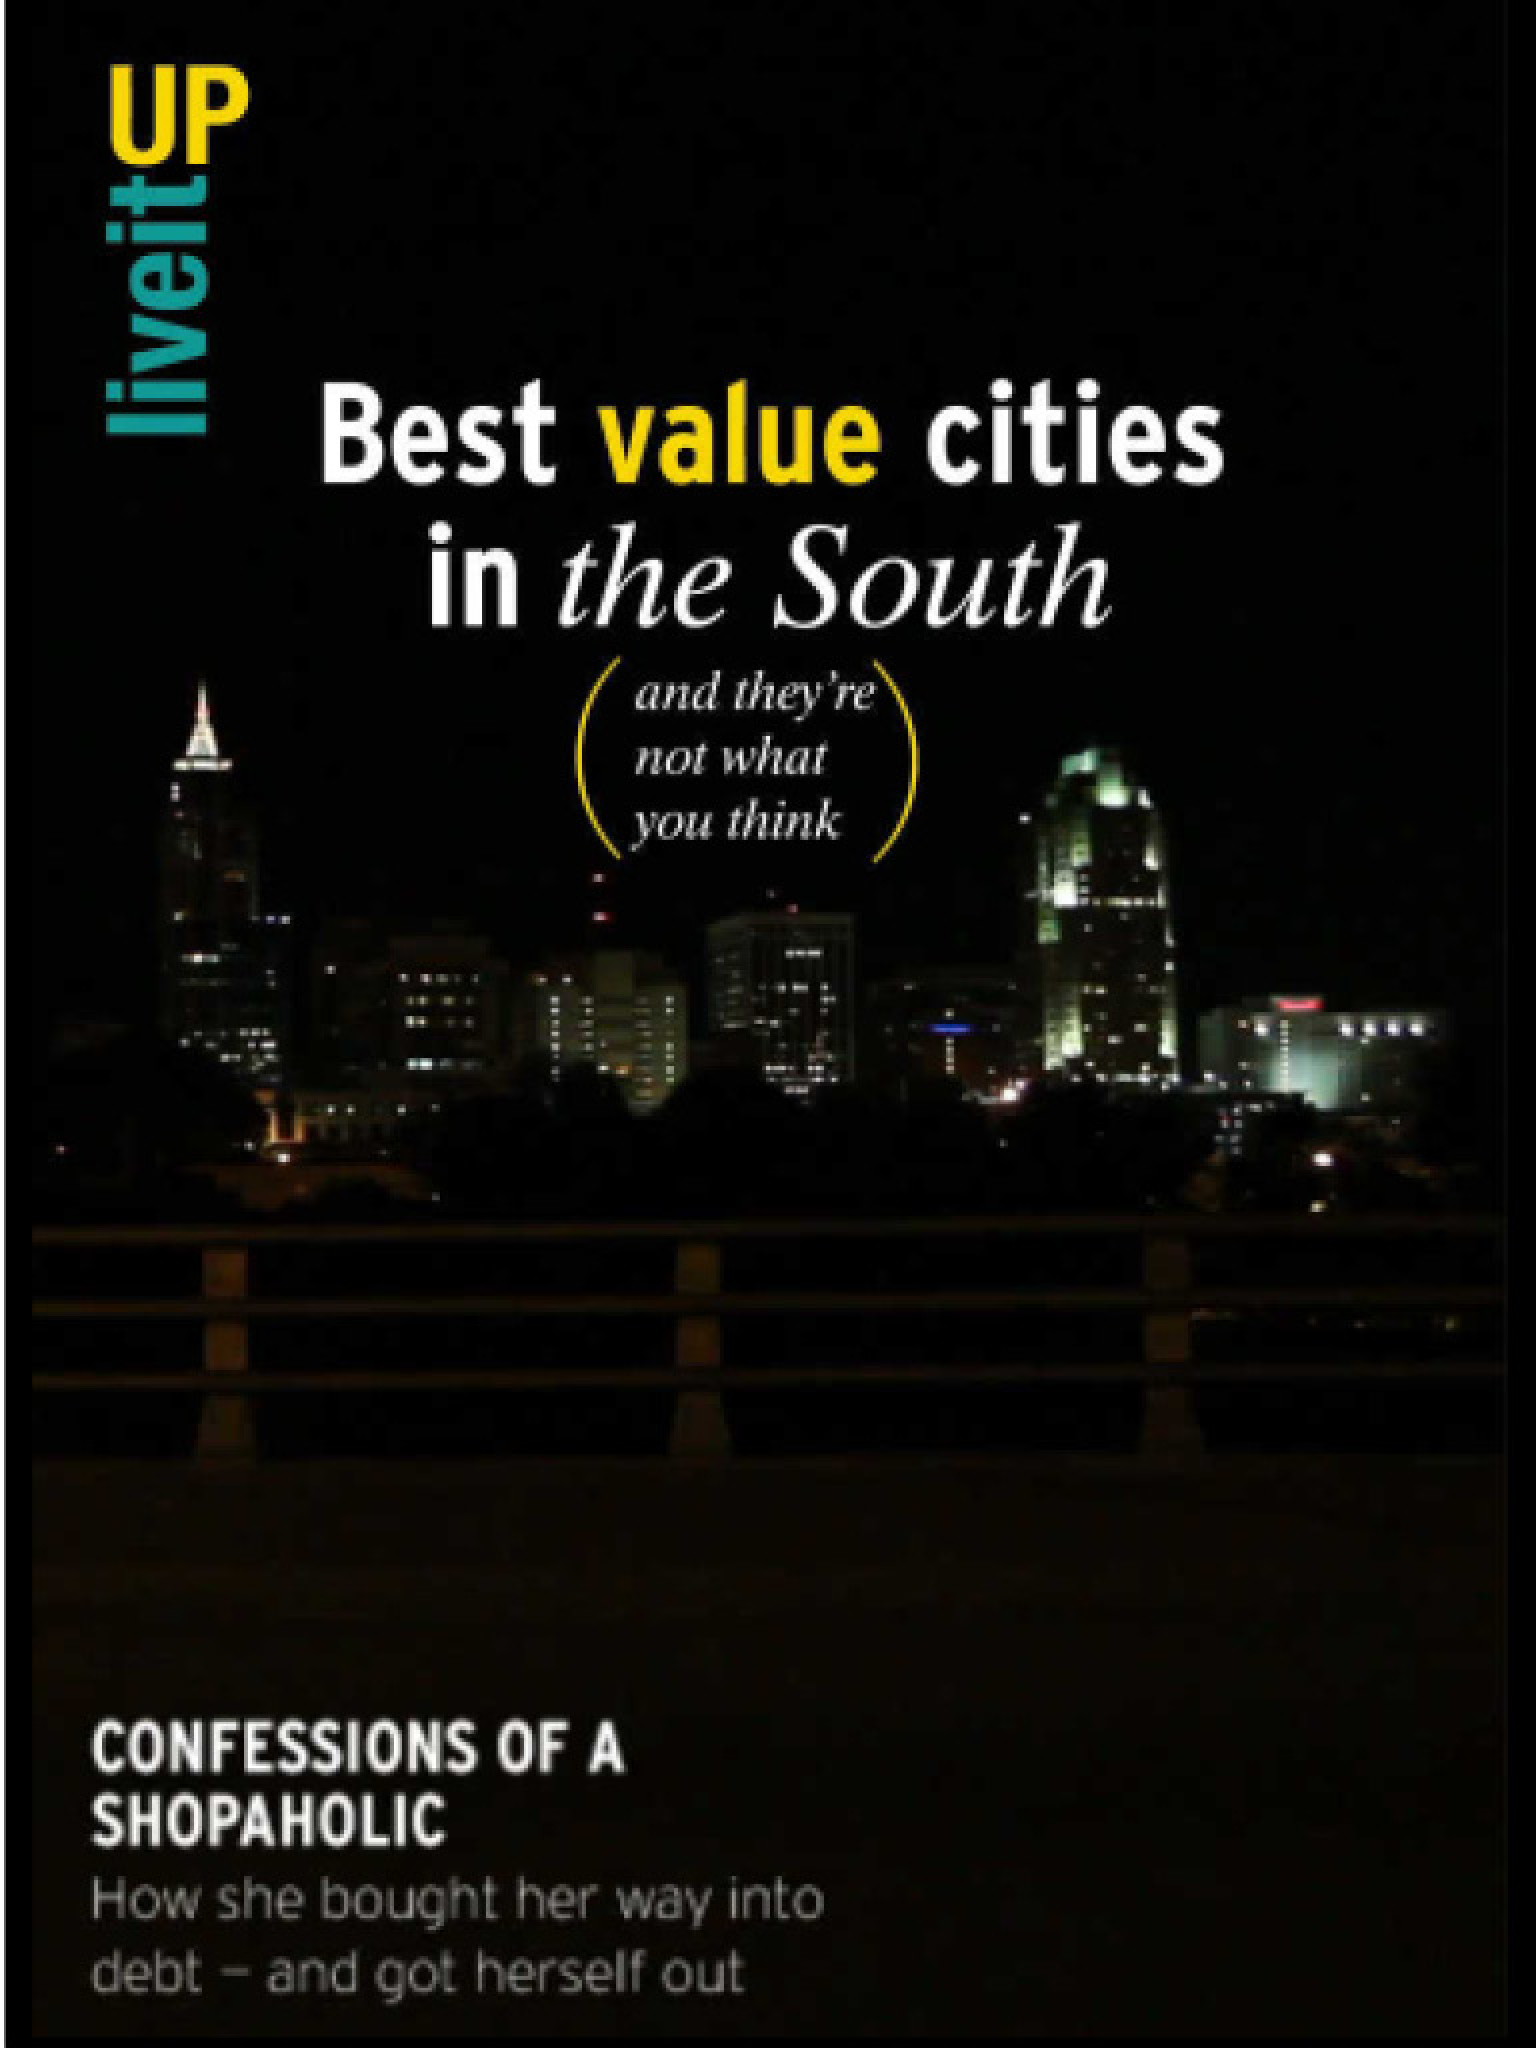 liveitUP
Best value cities
in the South
(and they're
not what
you think)
CONFESSIONS OF A
SHOPAHOLIC
How she bought her way into
debt – and got herself out